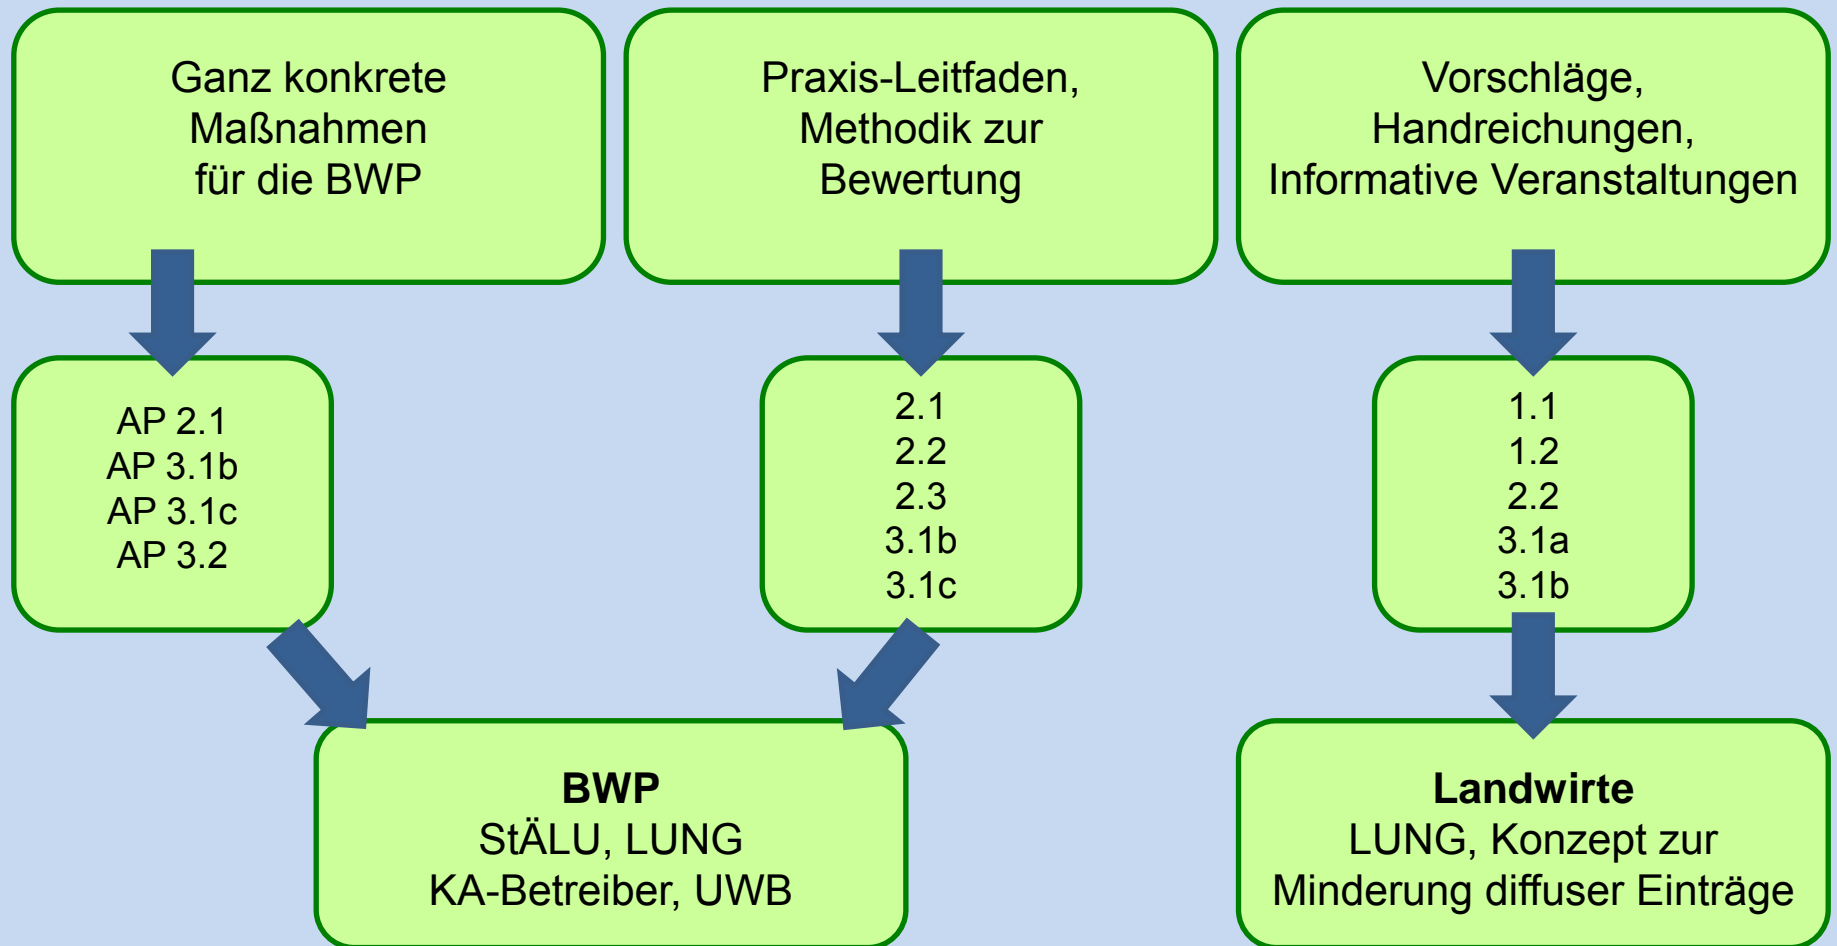 Ganz konkrete
Maßnahmen
für die BWP
Praxis-Leitfaden,
Methodik zur
Bewertung
Vorschläge,
Handreichungen,
Informative Veranstaltungen
AP 2.1
AP 3.1b
AP 3.1c
AP 3.2
2.1
2.2
2.3
3.1b
3.1c
1.1
1.2
2.2
3.1a
3.1b
BWP
StÄLU, LUNG
KA-Betreiber, UWB
Landwirte
LUNG, Konzept zur
Minderung diffuser Einträge